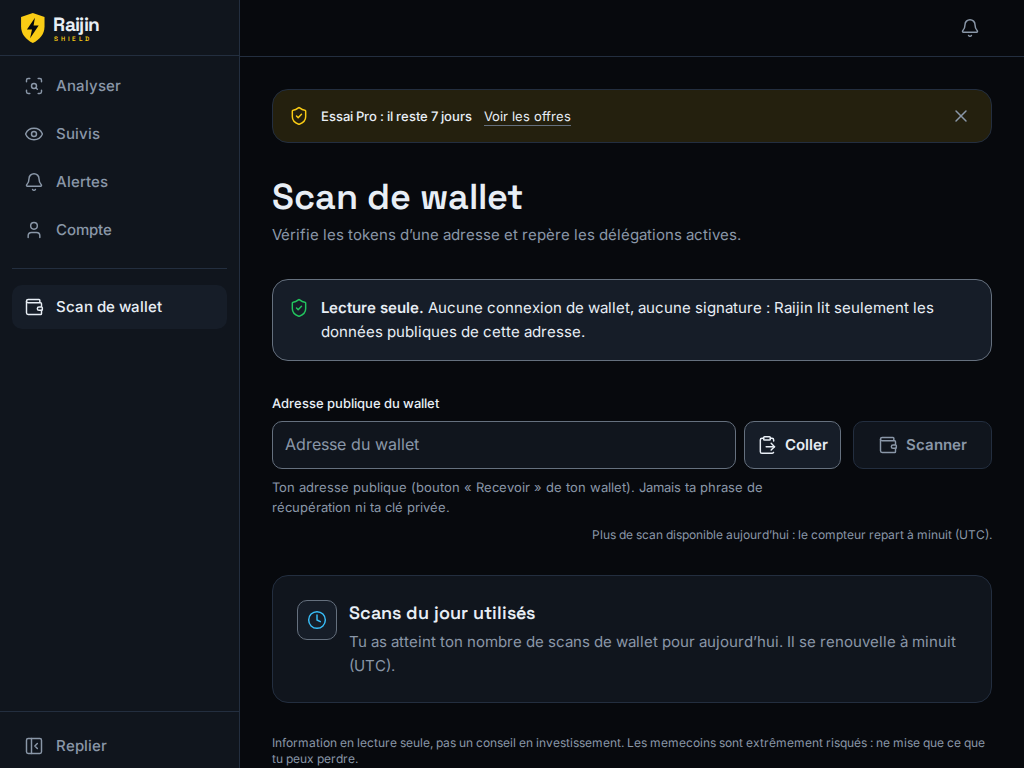 Raijin
SHIELD
Analyser
Suivis
Alertes
Compte
Scan de wallet
Replier
Essai Pro : il reste 7 jours Voir les offres
Scan de wallet
Vérifie les tokens d’une adresse et repère les délégations actives.
Lecture seule. Aucune connexion de wallet, aucune signature : Raijin lit seulement les
données publiques de cette adresse.
Adresse publique du wallet
Adresse du wallet
Coller
Scanner
Ton adresse publique (bouton « Recevoir » de ton wallet). Jamais ta phrase de
récupération ni ta clé privée.
Plus de scan disponible aujourd’hui : le compteur repart à minuit (UTC).
Scans du jour utilisés
Tu as atteint ton nombre de scans de wallet pour aujourd’hui. Il se renouvelle à minuit
(UTC).
Information en lecture seule, pas un conseil en investissement. Les memecoins sont extrêmement risqués : ne mise que ce que
tu peux perdre.